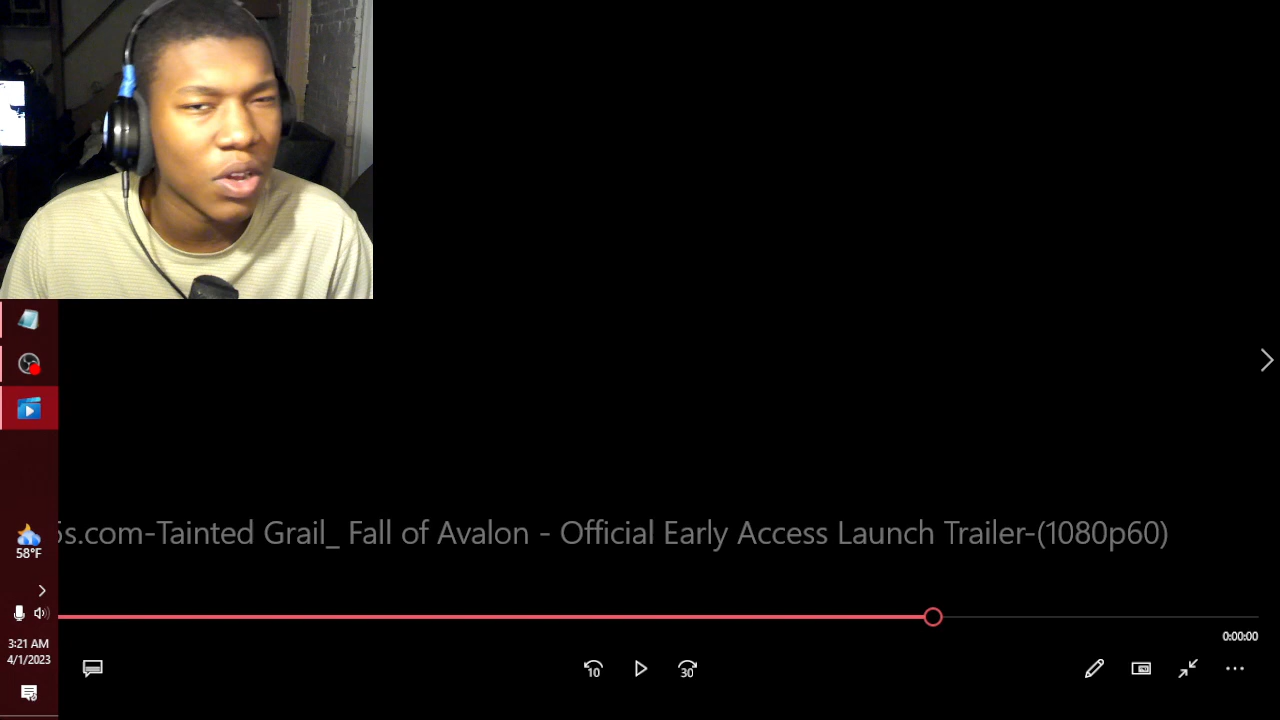 58°F
5s.com-Tainted Grail_ Fall of Avalon - Official Early Access Launch Trailer-(1080p60)
0:00:00
3:21 AM
4/1/2023
10
30